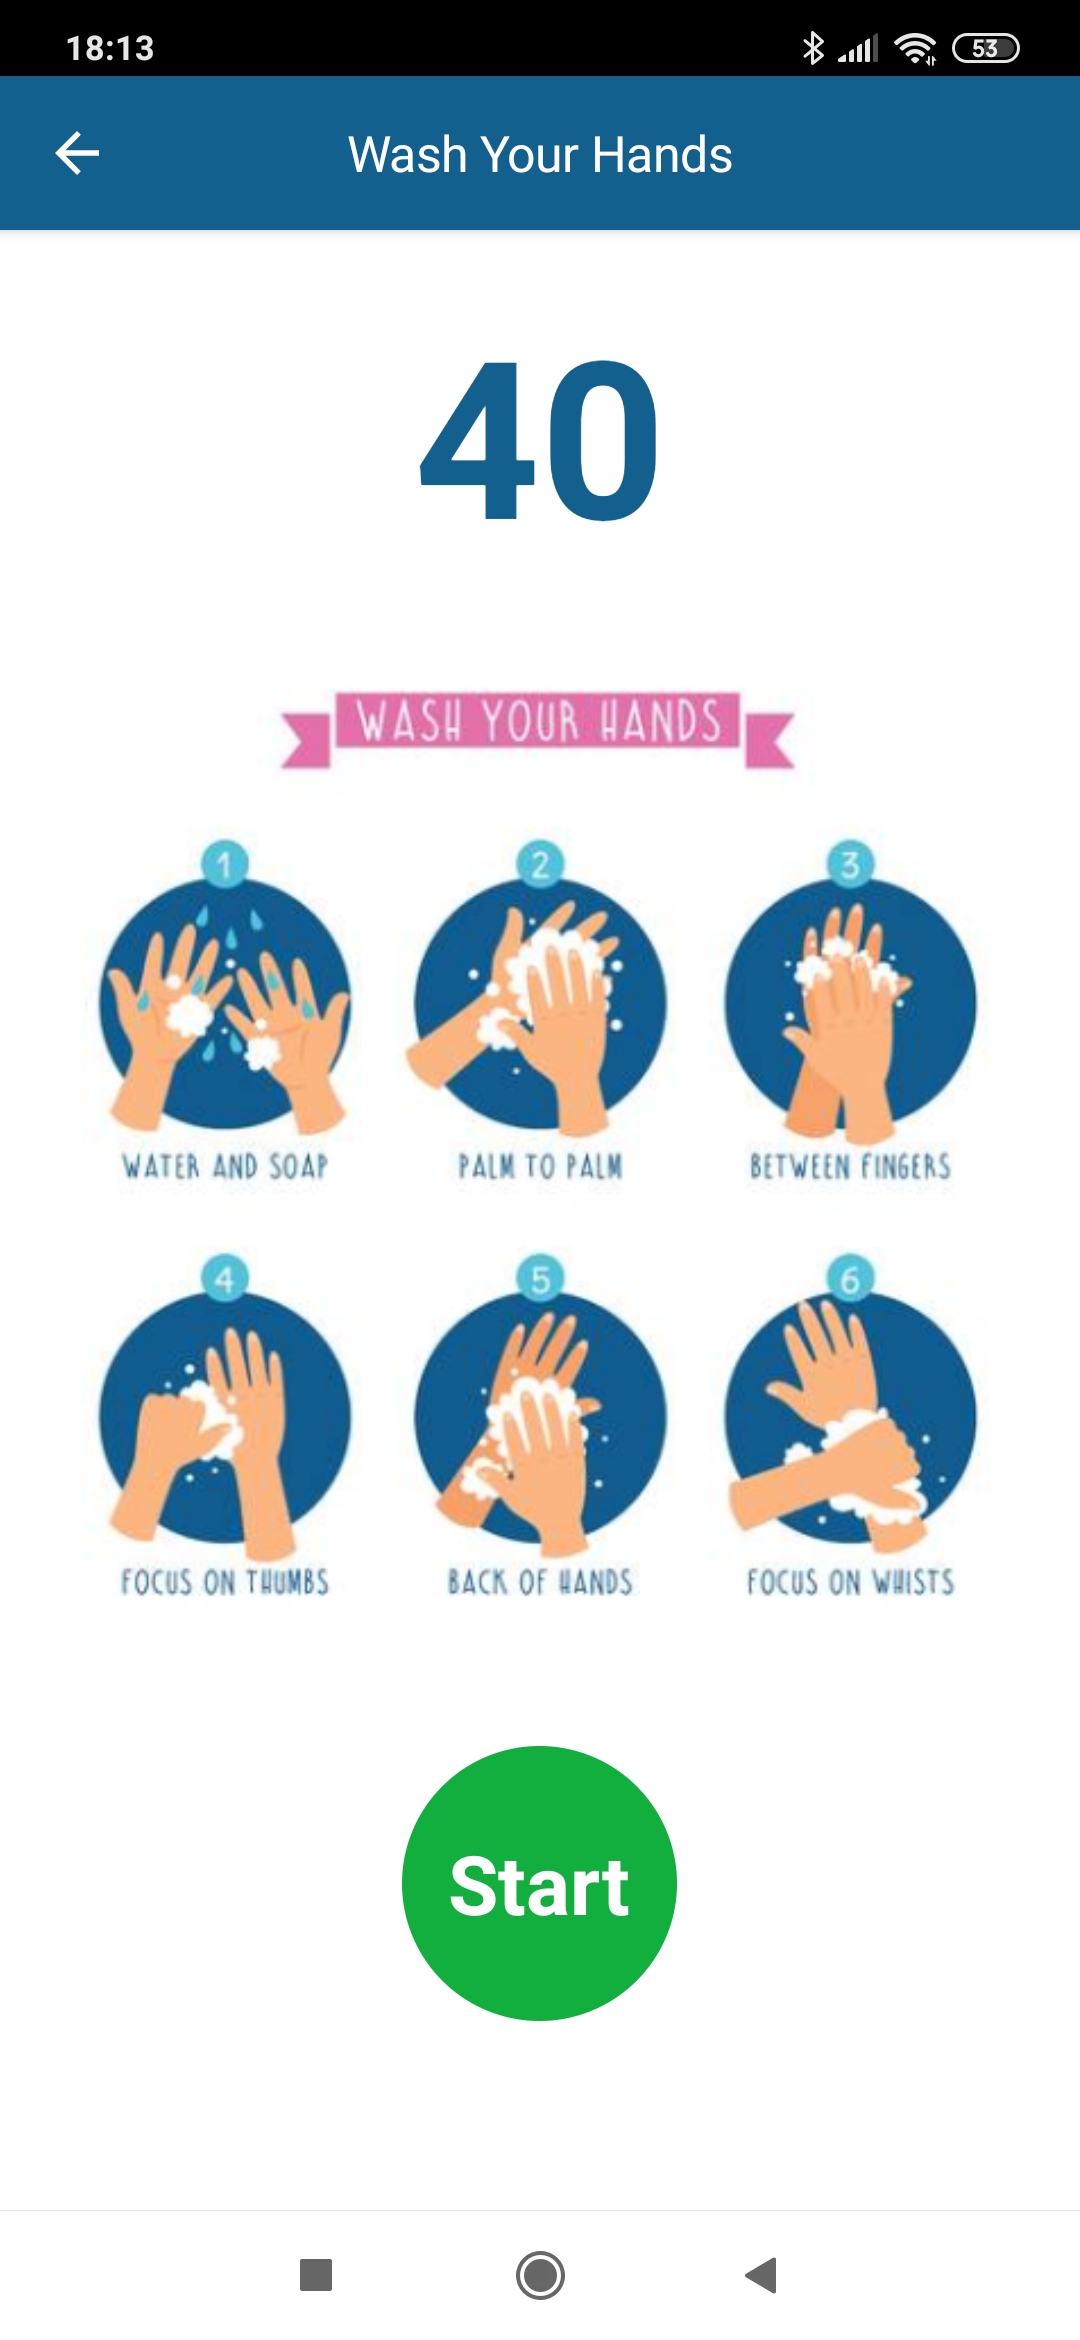 18:13 53
Wash Your Hands
40
WASH YOUR HANDS
1 2 3
WATER AND SOAP PALM TO PALM BETWEEN FINGERS
4 5 6
FOCUS ON THUMBS BACK OF HANDS FOCUS ON WHISTS
Start